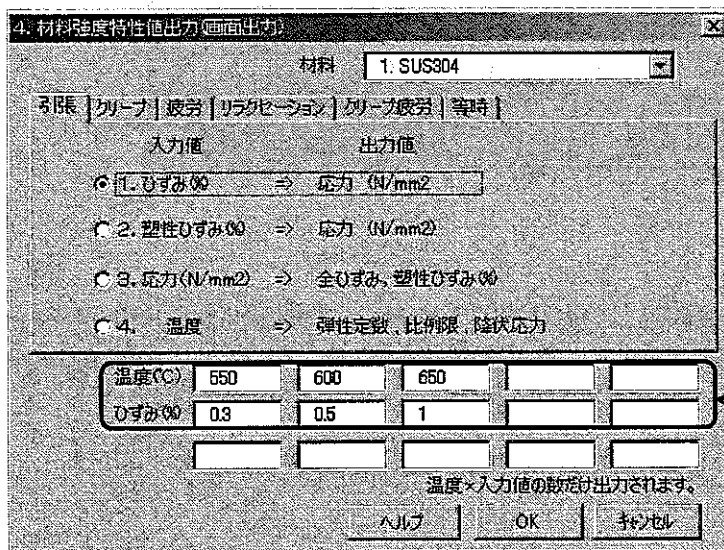 4. 材料強度特性値出力(画面出力)
材料 1. SUS304
引張 クリープ 疲労 リラクセーション クリープ疲労 等時
入力値 出力値
1. ひずみ(%) => 応力 (N/mm2
2. 塑性ひずみ(%) => 応力 (N/mm2)
3. 応力(N/mm2) => 全ひずみ、塑性ひずみ(%)
4. 温度 => 弾性定数、比例限、降伏応力
温度(℃) 550 600 650
ひずみ(%) 0.3 0.5 1
温度×入力値の数だけ出力されます。
ヘルプ OK キャンセル